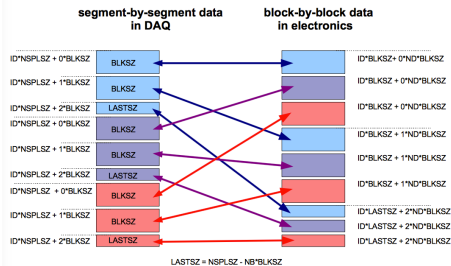 segment-by-segment data
in DAQ
block-by-block data
in electronics
ID*NSPLSZ + 0*BLKSZ
ID*NSPLSZ + 1*BLKSZ
ID*NSPLSZ + 2*BLKSZ
ID*NSPLSZ + 0*BLKSZ
ID*NSPLSZ + 1*BLKSZ
ID*NSPLSZ + 2*BLKSZ
ID*NSPLSZ + 0*BLKSZ
ID*NSPLSZ + 1*BLKSZ
ID*NSPLSZ + 2*BLKSZ
BLKSZ
BLKSZ
LASTSZ
BLKSZ
BLKSZ
LASTSZ
BLKSZ
BLKSZ
LASTSZ
ID*BLKSZ + 0*ND*BLKSZ
ID*BLKSZ + 0*ND*BLKSZ
ID*BLKSZ + 0*ND*BLKSZ
ID*BLKSZ + 1*ND*BLKSZ
ID*BLKSZ + 1*ND*BLKSZ
ID*BLKSZ + 1*ND*BLKSZ
ID*LASTSZ + 2*ND*BLKSZ
ID*LASTSZ + 2*ND*BLKSZ
ID*LASTSZ + 2*ND*BLKSZ
LASTSZ = NSPLSZ - NB*BLKSZ